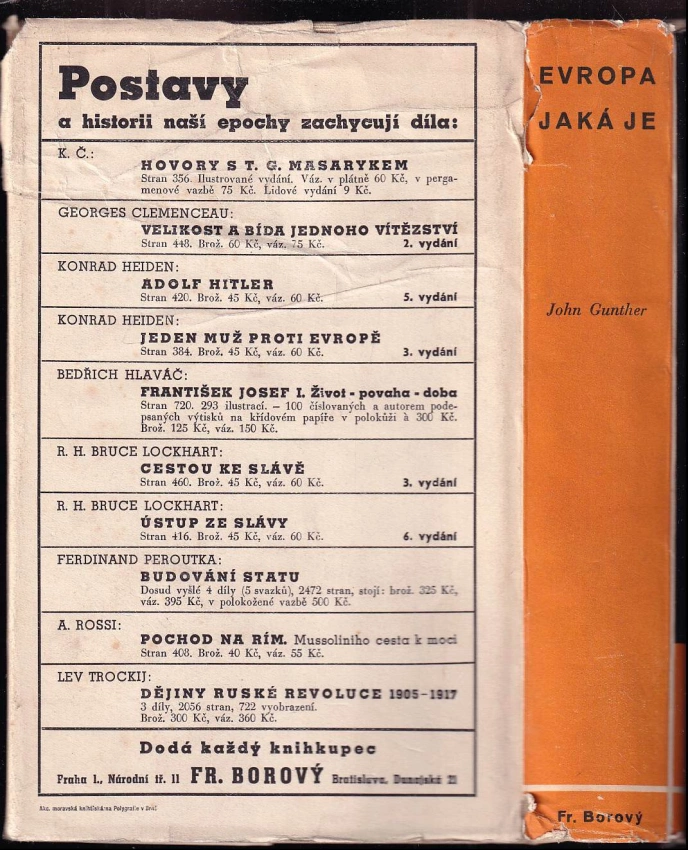 Postavy
a historii naší epochy zachycují díla:
K. Č.:
HOVORY S T. G. MASARYKEM
Stran 356. Ilustrované vydání. Váz. v plátně 60 Kč, v perga-
menové vazbě 75 Kč. Lidové vydání 9 Kč.
GEORGES CLEMENCEAU:
VELIKOST A BÍDA JEDNOHO VÍTĚZSTVÍ
Stran 448. Brož. 60 Kč, váz. 75 Kč. 2. vydání
KONRAD HEIDEN:
ADOLF HITLER
Stran 420. Brož. 45 Kč, váz. 60 Kč. 5. vydání
KONRAD HEIDEN:
JEDEN MUŽ PROTI EVROPĚ
Stran 384. Brož. 45 Kč, váz. 60 Kč. 3. vydání
BEDŘICH HLAVÁČ:
FRANTIŠEK JOSEF I. Život - povaha - doba
Stran 720. 293 ilustrací. — 100 číslovaných a autorem pode-
psaných výtisků na křídovém papíře v polokůži à 300 Kč.
Brož. 125 Kč, váz. 150 Kč.
R. H. BRUCE LOCKHART:
CESTOU KE SLÁVĚ
Stran 460. Brož. 45 Kč, váz. 60 Kč. 3. vydání
R. H. BRUCE LOCKHART:
ÚSTUP ZE SLÁVY
Stran 416. Brož. 45 Kč, váz. 60 Kč. 6. vydání
FERDINAND PEROUTKA:
BUDOVÁNÍ STATU
Dosud vyšlé 4 díly (5 svazků), 2472 stran, stojí: brož. 325 Kč,
váz. 395 Kč, v polokožené vazbě 500 Kč.
A. ROSSI:
POCHOD NA RÍM. Mussoliniho cesta k moci
Stran 408. Brož. 40 Kč, váz. 55 Kč.
LEV TROCKIJ:
DĚJINY RUSKÉ REVOLUCE 1905-1917
3 díly, 2056 stran, 722 vyobrazení.
Brož. 300 Kč, váz. 360 Kč.
Dodá každý knihkupec
Praha I., Národní tř. 11 FR. BOROVÝ Bratislava, Dunajská 21
Akc. moravská knihtiskárna Polygrafie v Brně
EVROPA
JAKÁ JE
John Gunther
Fr. Borový